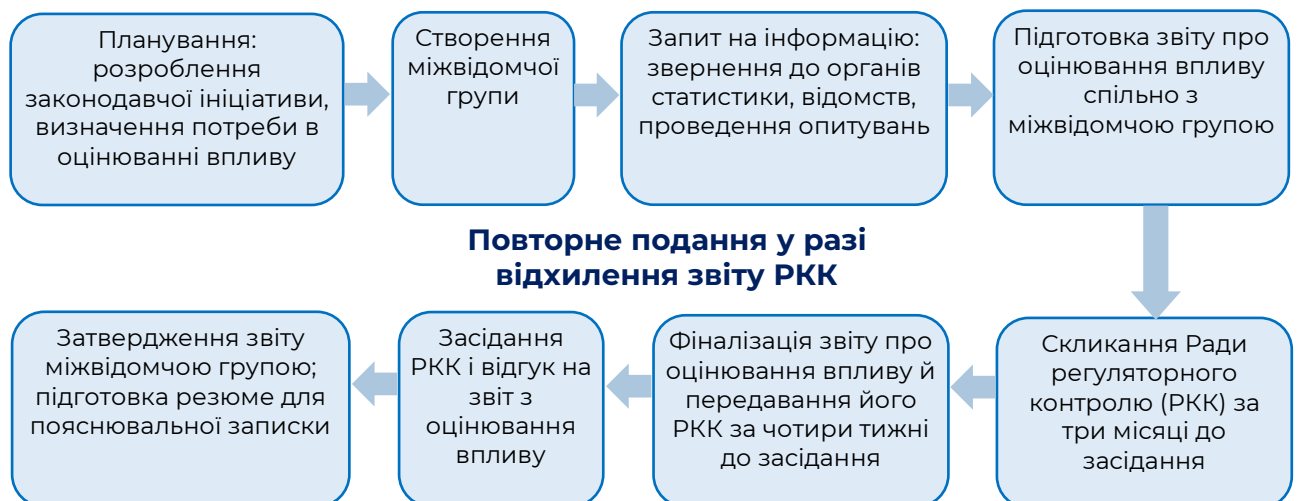 Планування:
розроблення
законодавчої ініціативи,
визначення потреби в
оцінюванні впливу
Створення
міжвідомчої
групи
Запит на інформацію:
звернення до органів
статистики, відомств,
проведення опитувань
Підготовка звіту про
оцінювання впливу
спільно з
міжвідомчою групою
Повторне подання у разі
відхилення звіту РКК
Затвердження звіту
міжвідомчою групою;
підготовка резюме для
пояснювальної записки
Засідання
РКК і відгук на
звіт з
оцінювання
впливу
Фіналізація звіту про
оцінювання впливу й
передавання його
РКК за чотири тижні
до засідання
Скликання Ради
регуляторного
контролю (РКК) за
три місяці до
засідання